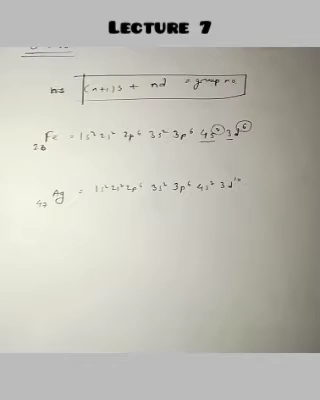 LECTURE 7
(n+1)s + nd = group no
26 Fe = 1s² 2s² 2p⁶ 3s² 3p⁶ 4s² 3d⁶
47 Ag = 1s² 2s² 2p⁶ 3s² 3p⁶ 4s² 3d¹⁰